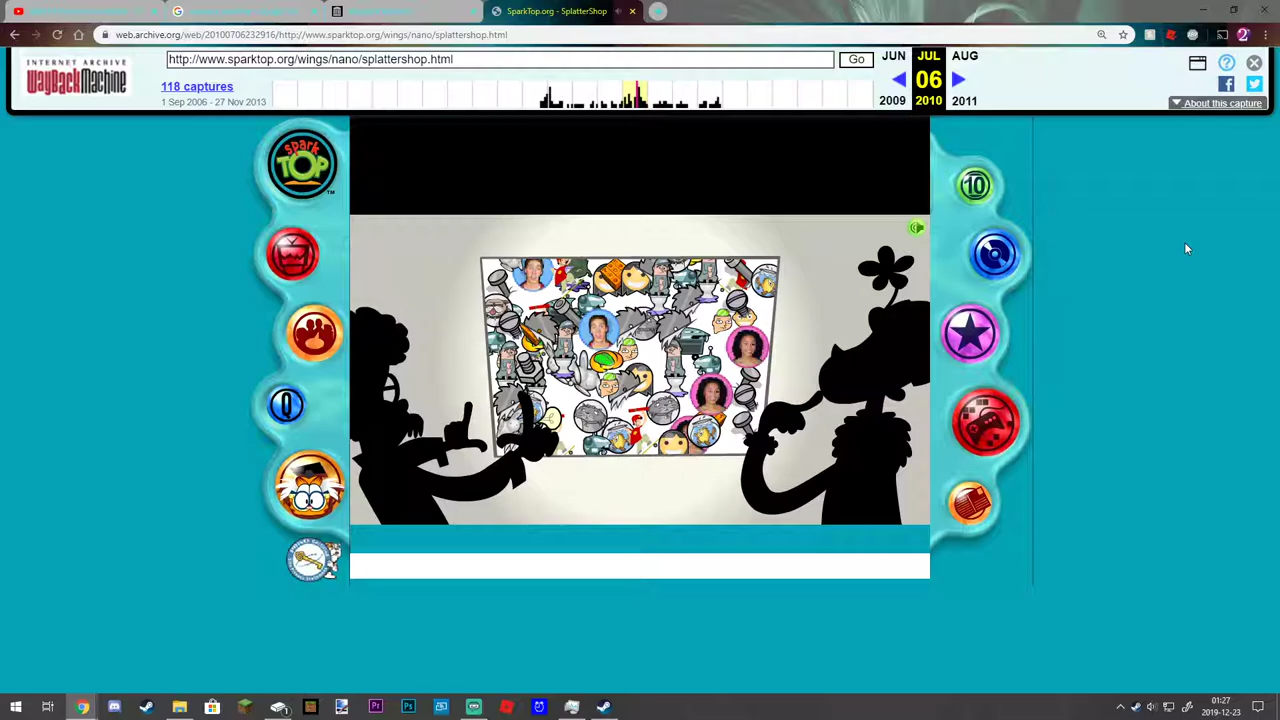 SparkTop.org - SplatterShop
web.archive.org/web/20100706232916/http://www.sparktop.org/wings/nano/splattershop.html
INTERNET ARCHIVE
WayBackMachine
http://www.sparktop.org/wings/nano/splattershop.html
Go
JUN
JUL
AUG
118 captures
06
1 Sep 2006 - 27 Nov 2013
2009
2010
2011
About this capture
spark
TOP
TM
10
Q
01:27
2019-12-23